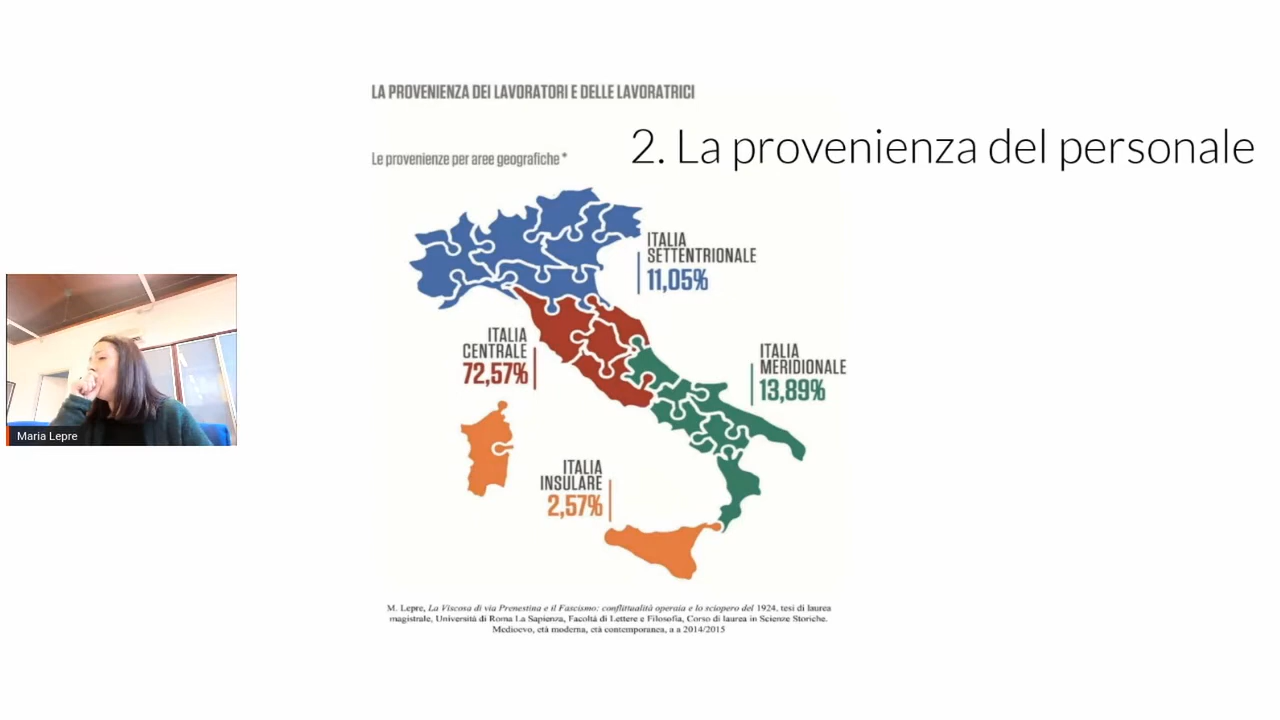 LA PROVENIENZA DEI LAVORATORI E DELLE LAVORATRICI
2. La provenienza del personale
Le provenienze per aree geografiche *
ITALIA
SETTENTRIONALE
11,05%
ITALIA
CENTRALE
72,57%
ITALIA
MERIDIONALE
13,89%
Maria Lepre
ITALIA
INSULARE
2,57%
M. Lepre, La Viscosa di via Prenestina e il Fascismo: conflittualità operaia e lo sciopero del 1924, tesi di laurea
magistrale, Università di Roma La Sapienza, Facoltà di Lettere e Filosofia, Corso di laurea in Scienze Storiche.
Medioevo, età moderna, età contemporanea, a a 2014/2015